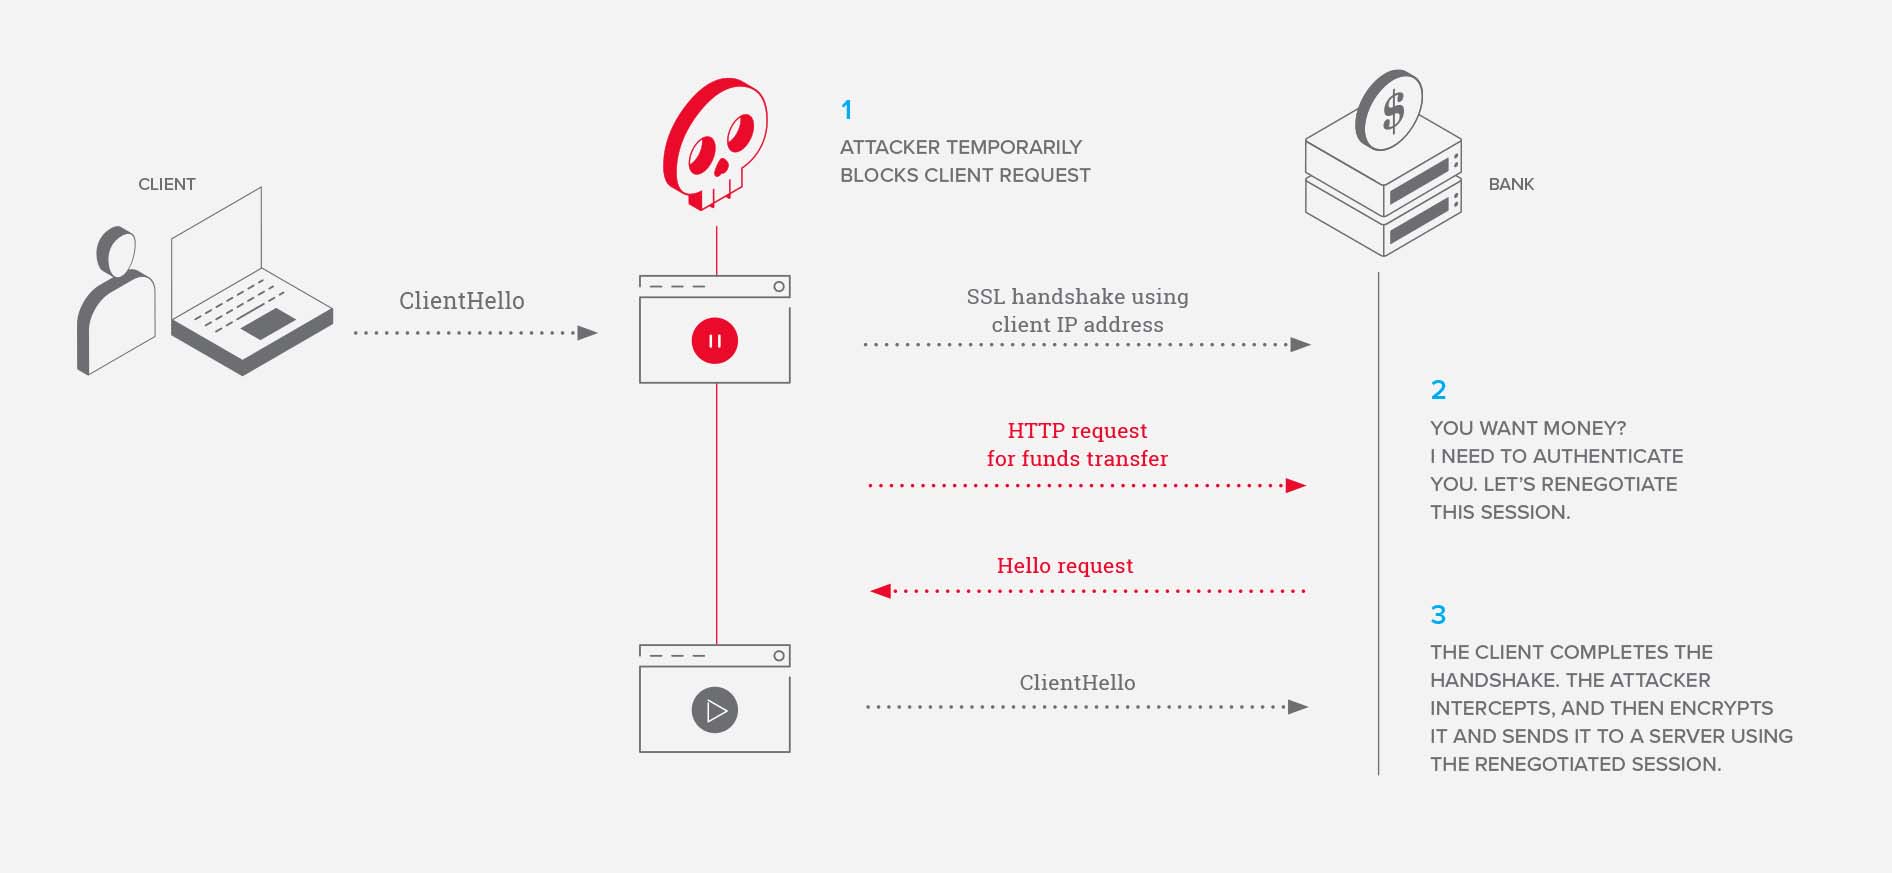 CLIENT
ClientHello
1
ATTACKER TEMPORARILY
BLOCKS CLIENT REQUEST
$
BANK
SSL handshake using
client IP address
HTTP request
for funds transfer
2
YOU WANT MONEY?
I NEED TO AUTHENTICATE
YOU. LET’S RENEGOTIATE
THIS SESSION.
Hello request
ClientHello
3
THE CLIENT COMPLETES THE
HANDSHAKE. THE ATTACKER
INTERCEPTS, AND THEN ENCRYPTS
IT AND SENDS IT TO A SERVER USING
THE RENEGOTIATED SESSION.